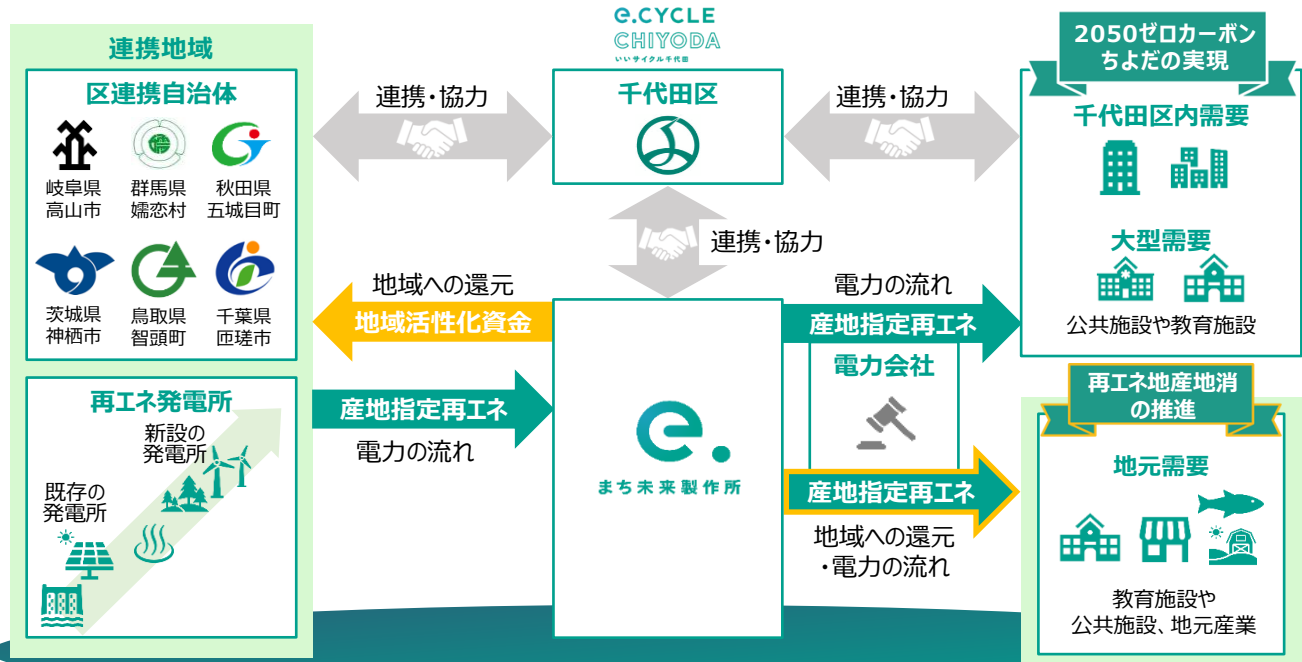 e.CYCLE
CHIYODA
いいサイクル千代田
連携地域
区連携自治体
岐阜県
高山市
群馬県
嬬恋村
秋田県
五城目町
茨城県
神栖市
鳥取県
智頭町
千葉県
匝瑳市
再エネ発電所
新設の
発電所
既存の
発電所
連携・協力
千代田区
連携・協力
連携・協力
地域への還元
地域活性化資金
産地指定再エネ
電力の流れ
e.
まち未来製作所
電力の流れ
産地指定再エネ
電力会社
産地指定再エネ
地域への還元
・電力の流れ
2050ゼロカーボン
ちよだの実現
千代田区内需要
大型需要
公共施設や教育施設
再エネ地産地消
の推進
地元需要
教育施設や
公共施設、地元産業